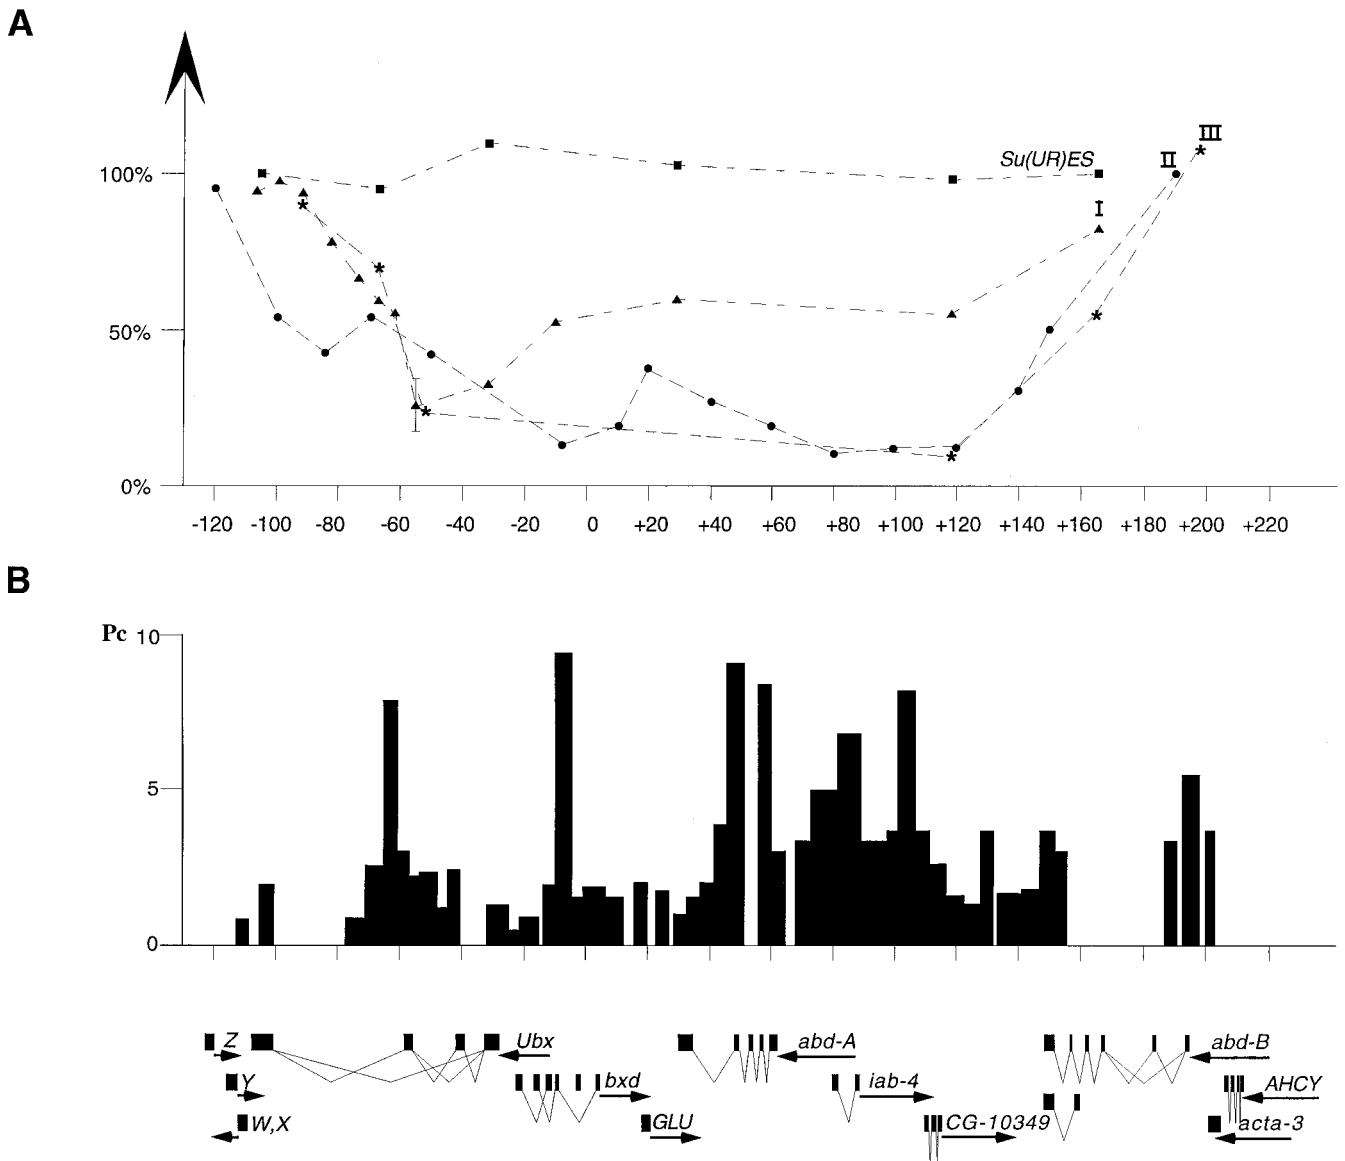 A
III
Su(UR)ES
II
100%
I
50%
0%
-120 -100 -80 -60 -40 -20 0 +20 +40 +60 +80 +100 +120 +140 +160 +180 +200 +220
B
Pc 10
5
0
Z Ubx abd-A abd-B
Y bxd iab-4 AHCY
W,X GLU CG-10349 acta-3